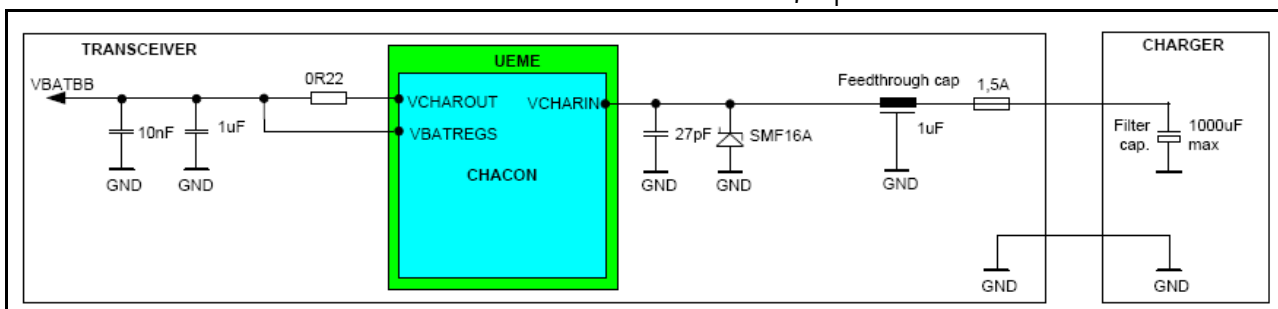 TRANSCEIVER
UEME
CHARGER
VBATBB
0R22
VCHAROUT
VCHARIN
Feedthrough cap
1,5A
10nF
1uF
VBATREGS
27pF
SMF16A
1uF
Filter
cap.
1000uF
max
CHACON
GND
GND
GND
GND
GND
GND
GND